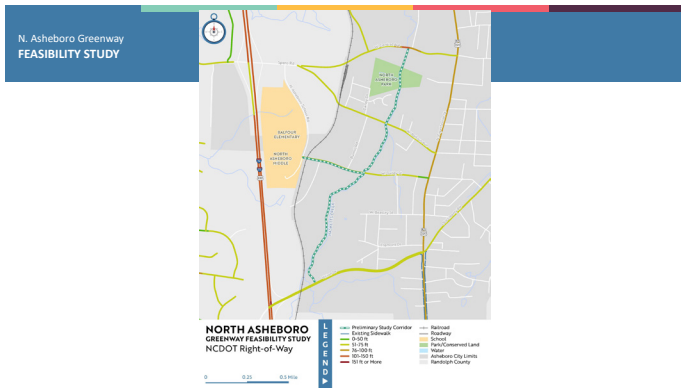 N. Asheboro Greenway
FEASIBILITY STUDY
NORTH
ASHEBORO
PARK
BALFOUR
ELEMENTARY
NORTH
ASHEBORO
MIDDLE
NORTH ASHEBORO
GREENWAY FEASIBILITY STUDY
NCDOT Right-of-Way
0
0.25
0.5 Mile
LEGEND
Preliminary Study Corridor
Existing Sidewalk
0-50 ft
51-75 ft
76-100 ft
101-150 ft
151 ft or More
Railroad
Roadway
School
Park/Conserved Land
Water
Asheboro City Limits
Randolph County